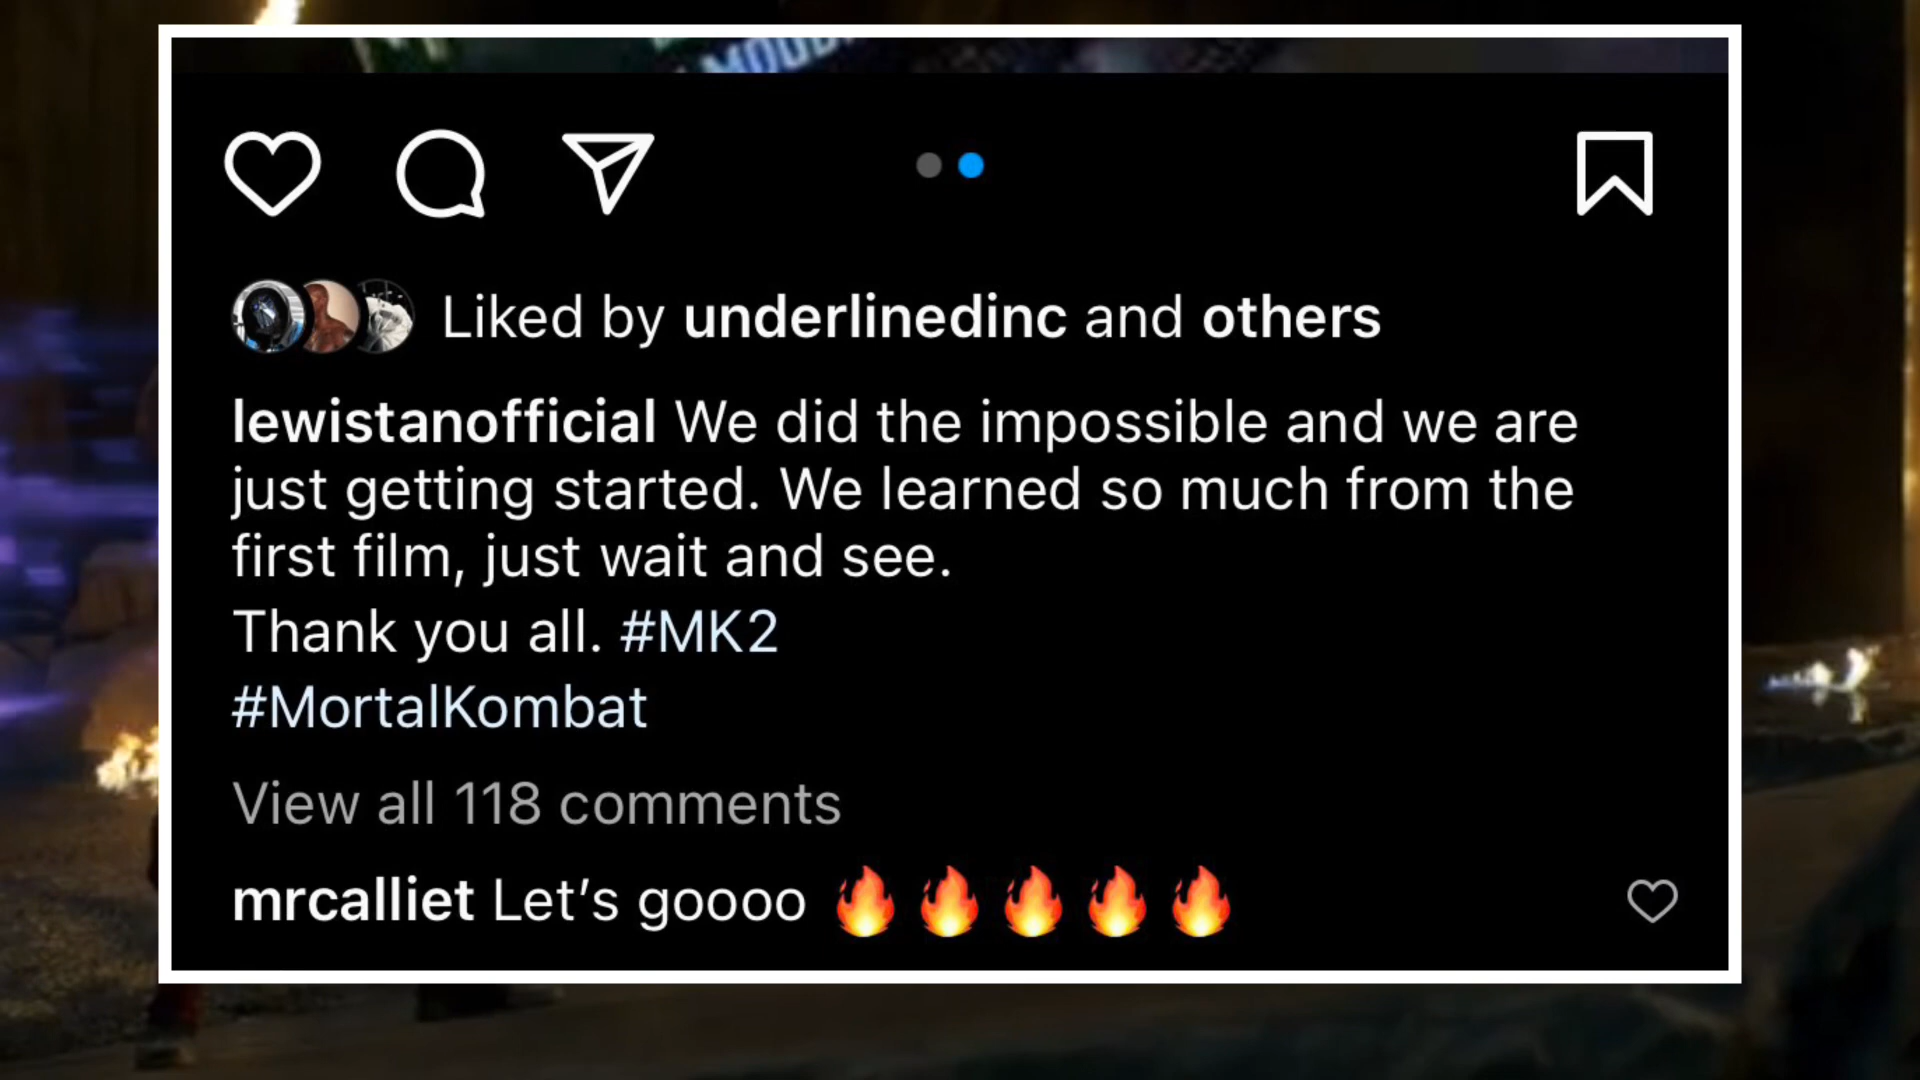 Liked by underlinedinc and others
lewistanofficial We did the impossible and we are
just getting started. We learned so much from the
first film, just wait and see.
Thank you all. #MK2
#MortalKombat
View all 118 comments
mrcalliet Let’s goooo 🔥🔥🔥🔥🔥